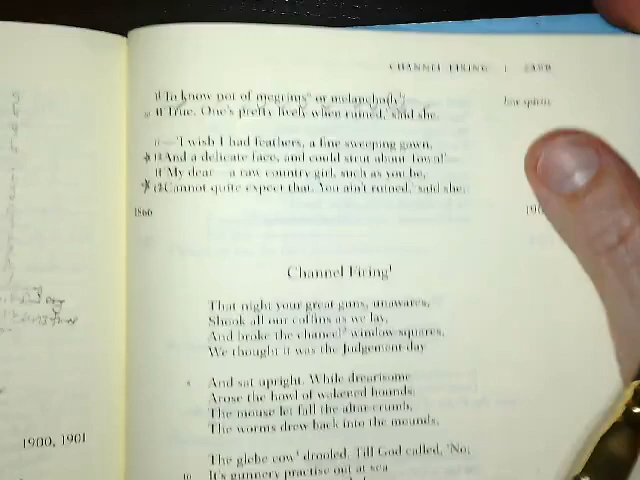 CHANNEL FIRING
To know not of megrims or melancholy!'
'True. One's pretty lively when ruined,' said she.
low spirits
— 'I wish I had feathers, a fine sweeping gown,
And a delicate face, and could strut about Town!'
'My dear — a raw country girl, such as you be,
Cannot quite expect that. You ain't ruined,' said she.
1866
Channel Firing¹
That night your great guns, unawares,
Shook all our coffins as we lay,
And broke the chancel² window-squares,
We thought it was the Judgement-day
And sat upright. While drearisome
Arose the howl of wakened hounds:
The mouse let fall the altar-crumb,
The worms drew back into the mounds,
1900, 1901
The glebe cow drooled. Till God called, 'No;
10 It's gunnery practise out at sea